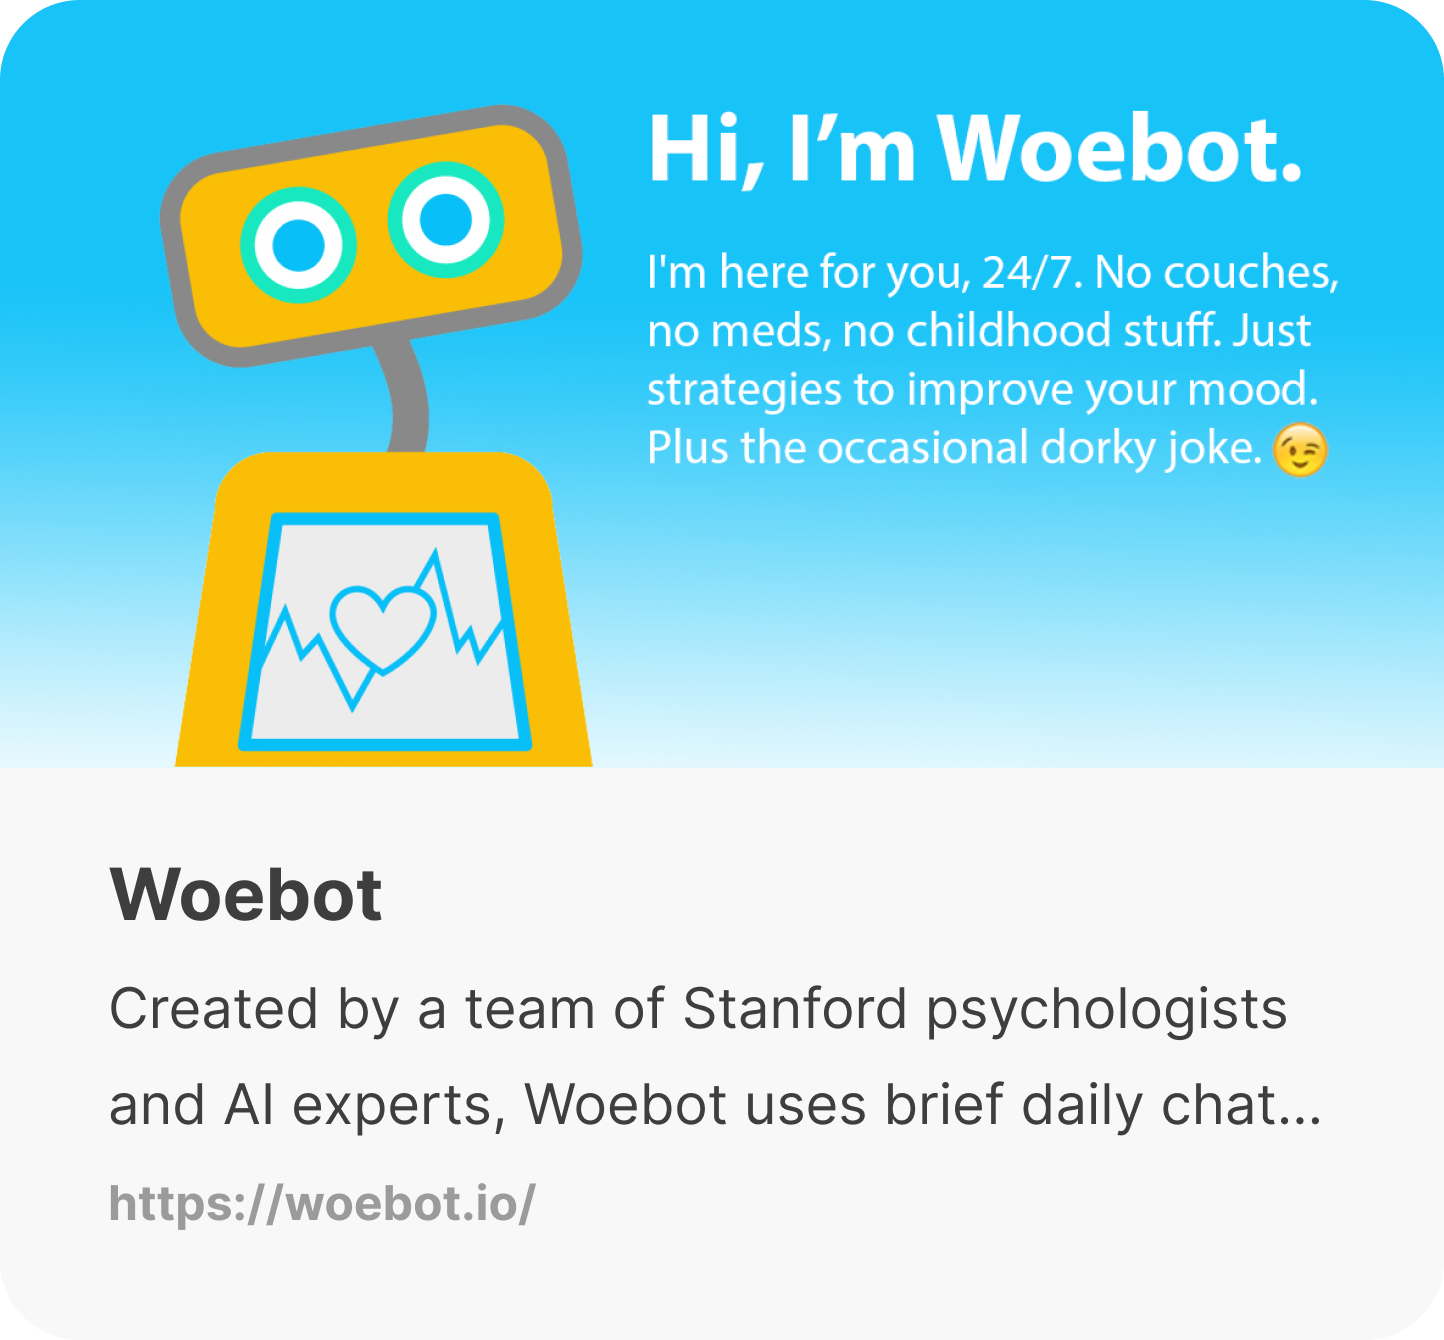 Hi, I’m Woebot.
I'm here for you, 24/7. No couches,
no meds, no childhood stuff. Just
strategies to improve your mood.
Plus the occasional dorky joke. 😉
Woebot
Created by a team of Stanford psychologists
and AI experts, Woebot uses brief daily chat...
https://woebot.io/